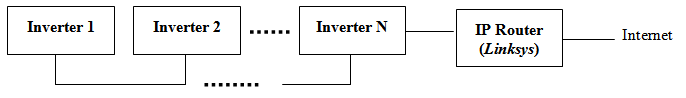 Inverter 1
Inverter 2
Inverter N
IP Router
(Linksys)
Internet